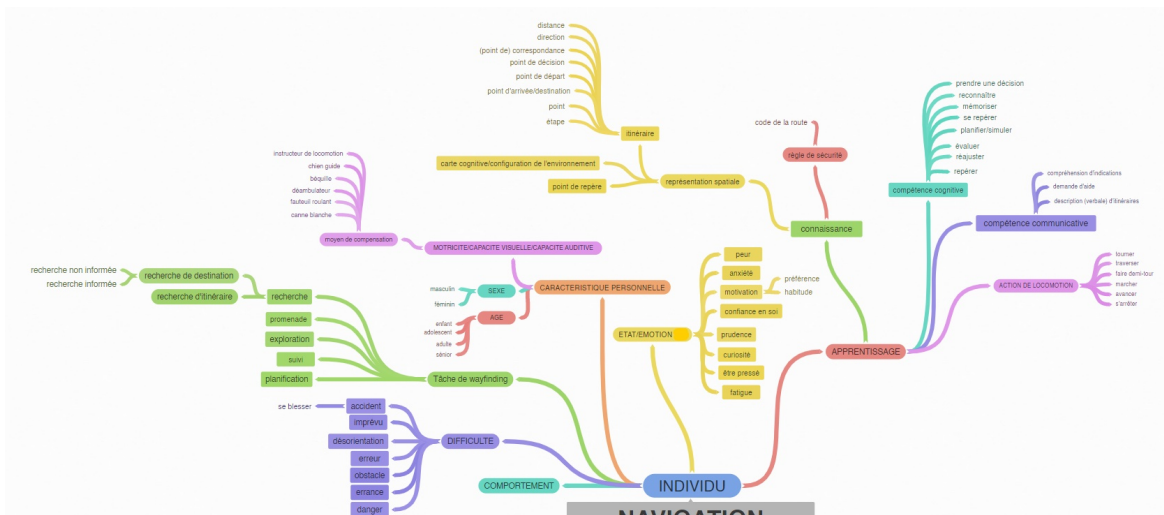 distance
direction
(point de) correspondance
point de décision
point de départ
point d'arrivée/destination
point
étape
itinéraire
carte cognitive/configuration de l'environnement
point de repère
représentation spatiale
code de la route
règle de sécurité
connaissance
prendre une décision
reconnaître
mémoriser
se repérer
planifier/simuler
évaluer
réajuster
repérer
compétence cognitive
compréhension d'indications
demande d'aide
description (verbale) d'itinéraires
compétence communicative
tourner
traverser
faire demi-tour
marcher
avancer
s'arrêter
ACTION DE LOCOMOTION
APPRENTISSAGE
instructeur de locomotion
chien guide
béquille
déambulateur
fauteuil roulant
canne blanche
moyen de compensation
MOTRICITE/CAPACITE VISUELLE/CAPACITE AUDITIVE
masculin
féminin
SEXE
CARACTERISTIQUE PERSONNELLE
enfant
adolescent
adulte
sénior
AGE
peur
anxiété
motivation
préférence
habitude
confiance en soi
ETAT/EMOTION
prudence
curiosité
être pressé
fatigue
recherche non informée
recherche informée
recherche de destination
recherche d'itinéraire
recherche
promenade
exploration
suivi
planification
Tâche de wayfinding
se blesser
accident
imprévu
désorientation
erreur
obstacle
errance
danger
DIFFICULTE
COMPORTEMENT
INDIVIDU
NAVIGATION